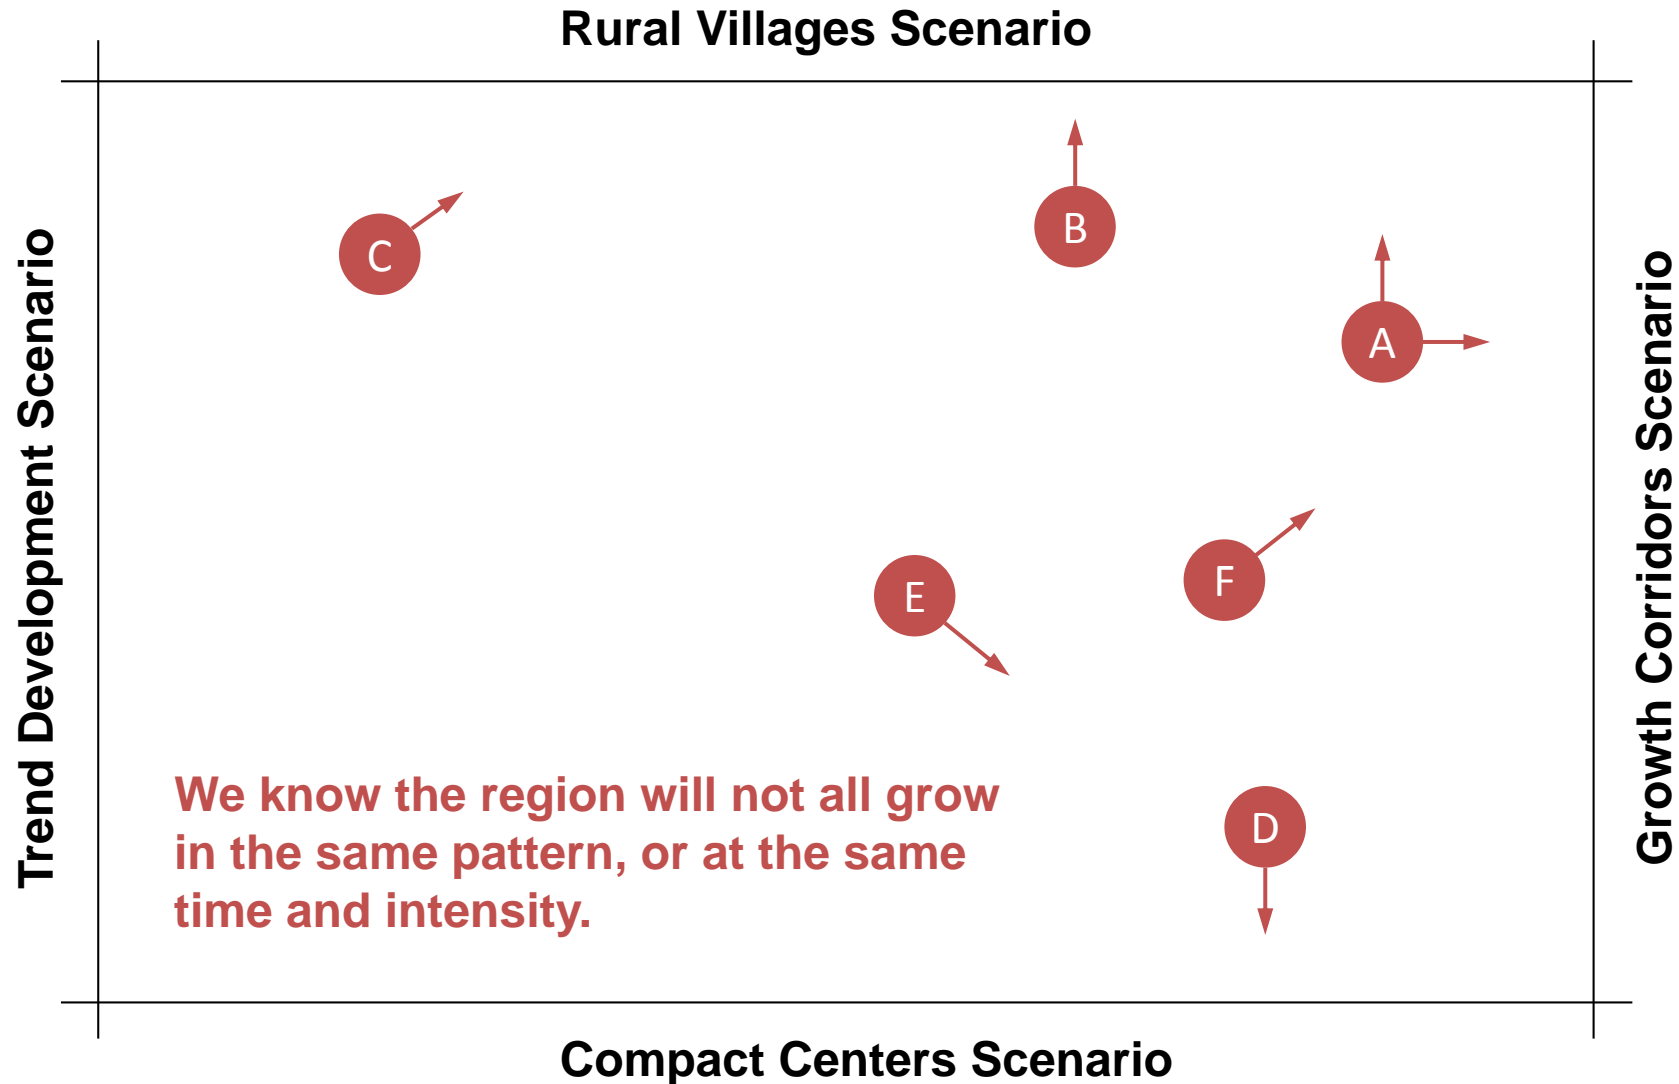 Rural Villages Scenario
Trend Development Scenario
Growth Corridors Scenario
C
B
A
E
F
D
We know the region will not all grow
in the same pattern, or at the same
time and intensity.
Compact Centers Scenario